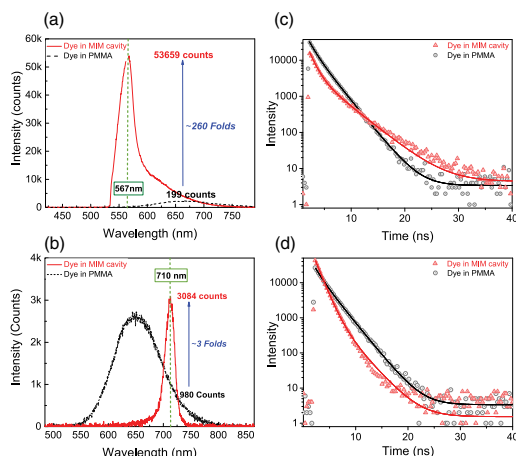 (a)
60k
50k
40k
30k
20k
10k
0
Intensity (counts)
Dye in MIM cavity
Dye in PMMA
53659 counts
~260 Folds
199 counts
567nm
500 600 700
Wavelength (nm)
(b)
4k
3k
2k
1k
0
Intensity (Counts)
Dye in MIM cavity
Dye in PMMA
710 nm
3084 counts
~3 Folds
980 Counts
500 550 600 650 700 750 800 850
Wavelength (nm)
(c)
10000
1000
100
10
1
Intensity
Dye in MIM cavity
Dye in PMMA
10 20 30 40
Time (ns)
(d)
10000
1000
100
10
1
Intensity
Dye in MIM cavity
Dye in PMMA
10 20 30 40
Time (ns)